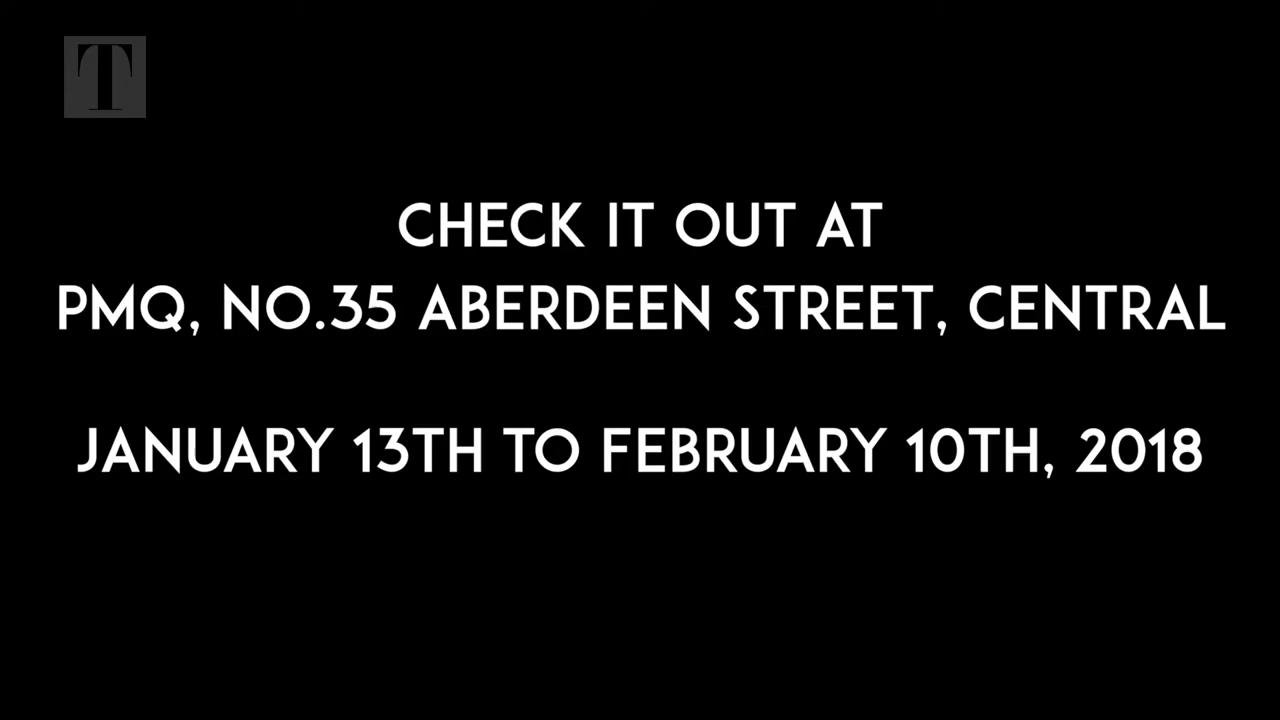 T
CHECK IT OUT AT
PMQ, NO.35 ABERDEEN STREET, CENTRAL
JANUARY 13TH TO FEBRUARY 10TH, 2018